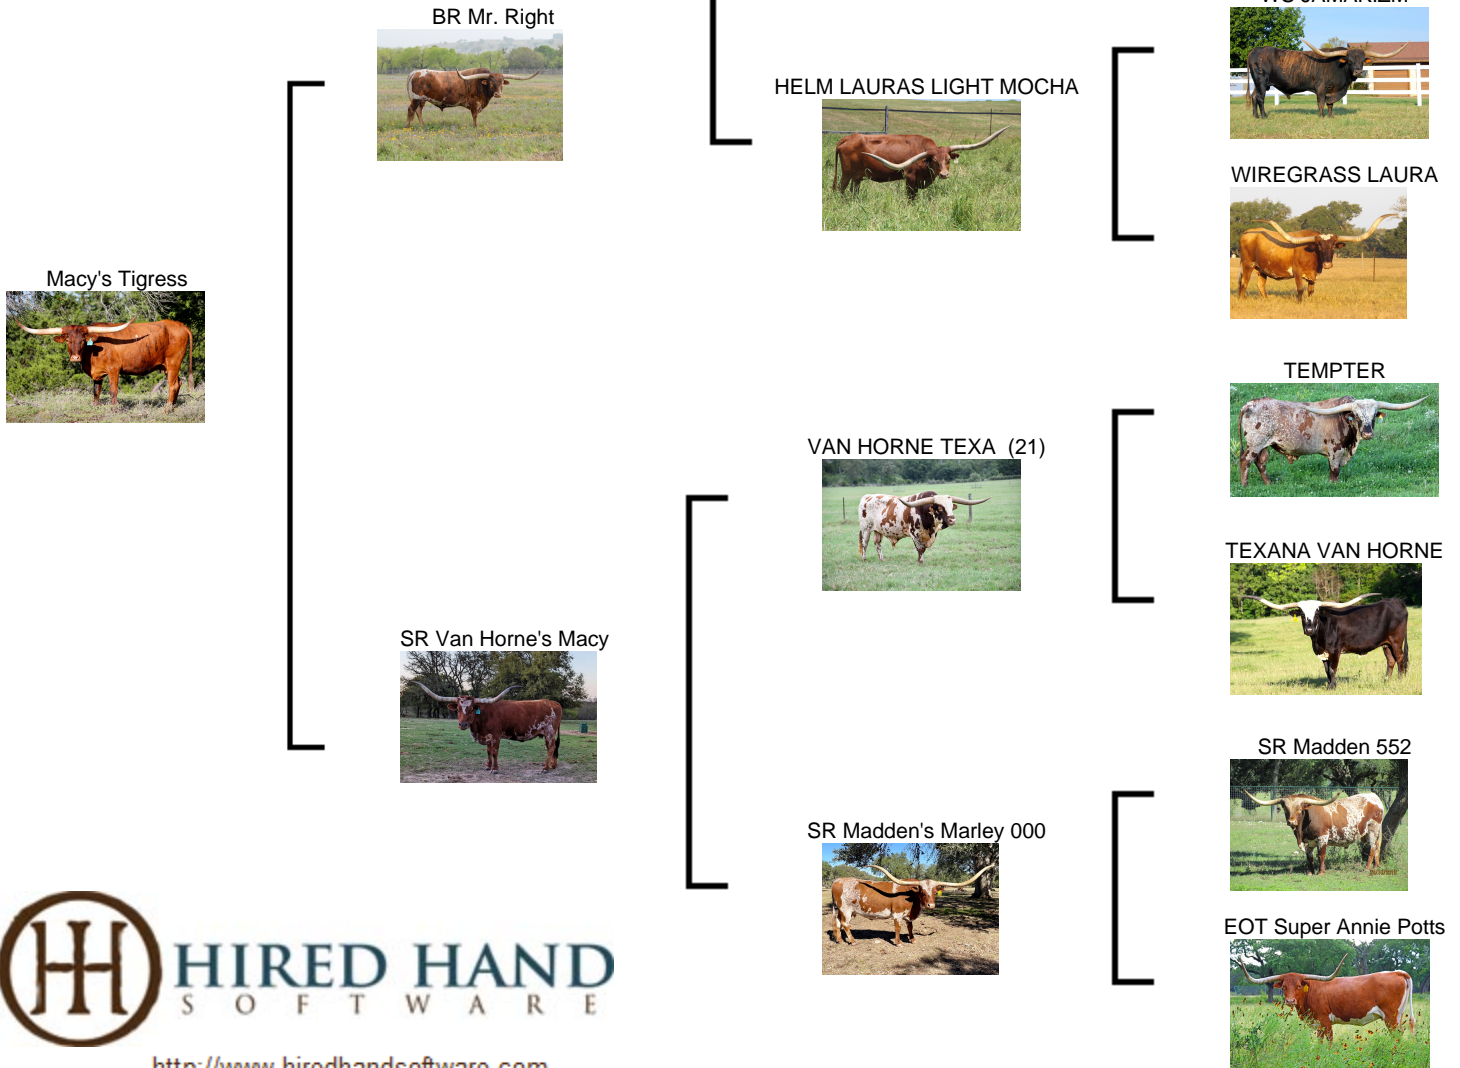 BR Mr. Right
HELM LAURAS LIGHT MOCHA
WIREGRASS LAURA
Macy's Tigress
TEMPTER
VAN HORNE TEXA (21)
TEXANA VAN HORNE
SR Van Horne's Macy
SR Madden 552
SR Madden's Marley 000
EOT Super Annie Potts
HIRED HAND
SOFTWARE
http://www.hiredhandsoftware.com